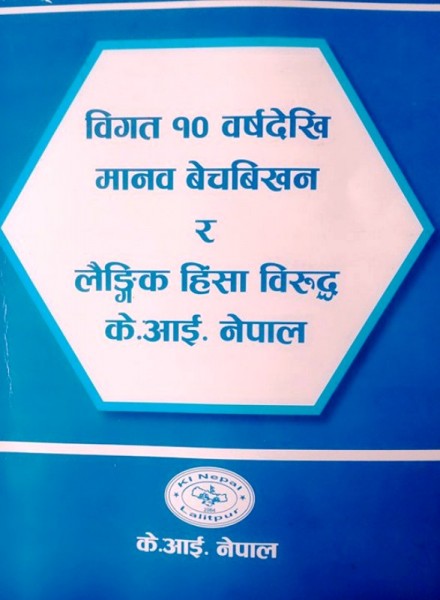 विगत १० वर्षदेखि
मानव बेचबिखन
र
लैङ्गिक हिंसा विरुद्ध
के.आई. नेपाल
KI Nepal
Lalitpur
के.आई. नेपाल